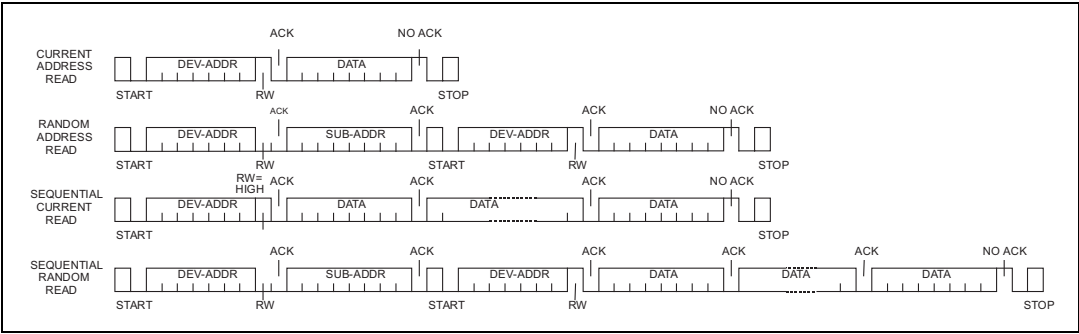 ACK NO ACK
CURRENT
ADDRESS
READ
DEV-ADDR DATA
START RW STOP
ACK ACK ACK NO ACK
RANDOM
ADDRESS
READ
DEV-ADDR SUB-ADDR DEV-ADDR DATA
START RW START RW STOP
RW=
HIGH
ACK ACK ACK NO ACK
SEQUENTIAL
CURRENT
READ
DEV-ADDR DATA DATA DATA
START STOP
ACK ACK ACK ACK ACK NO ACK
SEQUENTIAL
RANDOM
READ
DEV-ADDR SUB-ADDR DEV-ADDR DATA DATA DATA
START RW START RW STOP